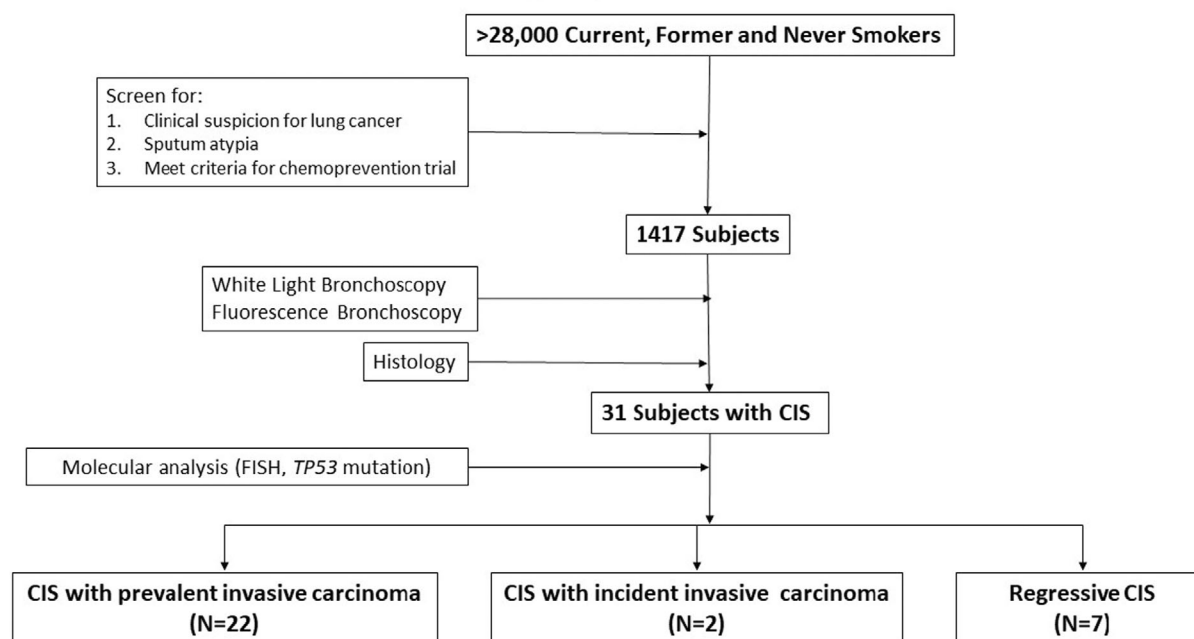 >28,000 Current, Former and Never Smokers
Screen for:
1. Clinical suspicion for lung cancer
2. Sputum atypia
3. Meet criteria for chemoprevention trial
1417 Subjects
White Light Bronchoscopy
Fluorescence Bronchoscopy
Histology
31 Subjects with CIS
Molecular analysis (FISH, TP53 mutation)
CIS with prevalent invasive carcinoma
(N=22)
CIS with incident invasive carcinoma
(N=2)
Regressive CIS
(N=7)